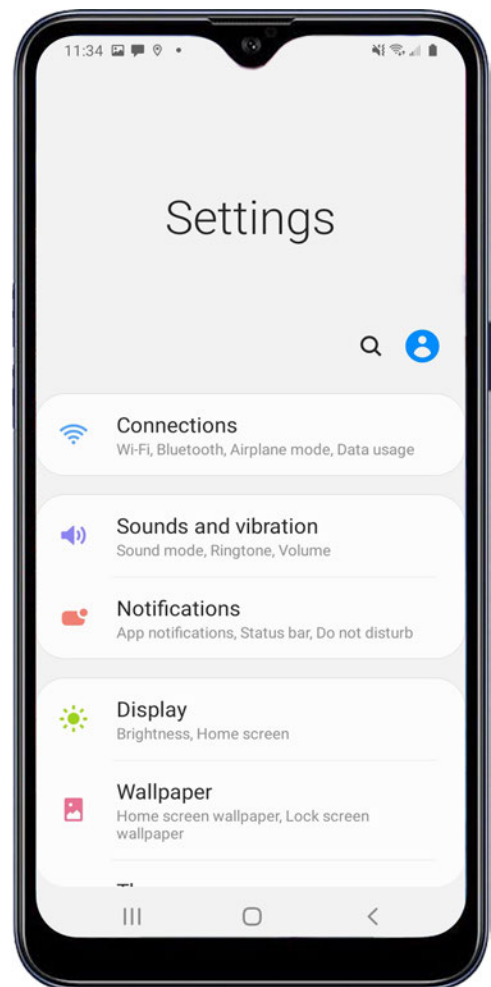 11:34
Settings
Connections
Wi-Fi, Bluetooth, Airplane mode, Data usage
Sounds and vibration
Sound mode, Ringtone, Volume
Notifications
App notifications, Status bar, Do not disturb
Display
Brightness, Home screen
Wallpaper
Home screen wallpaper, Lock screen
wallpaper